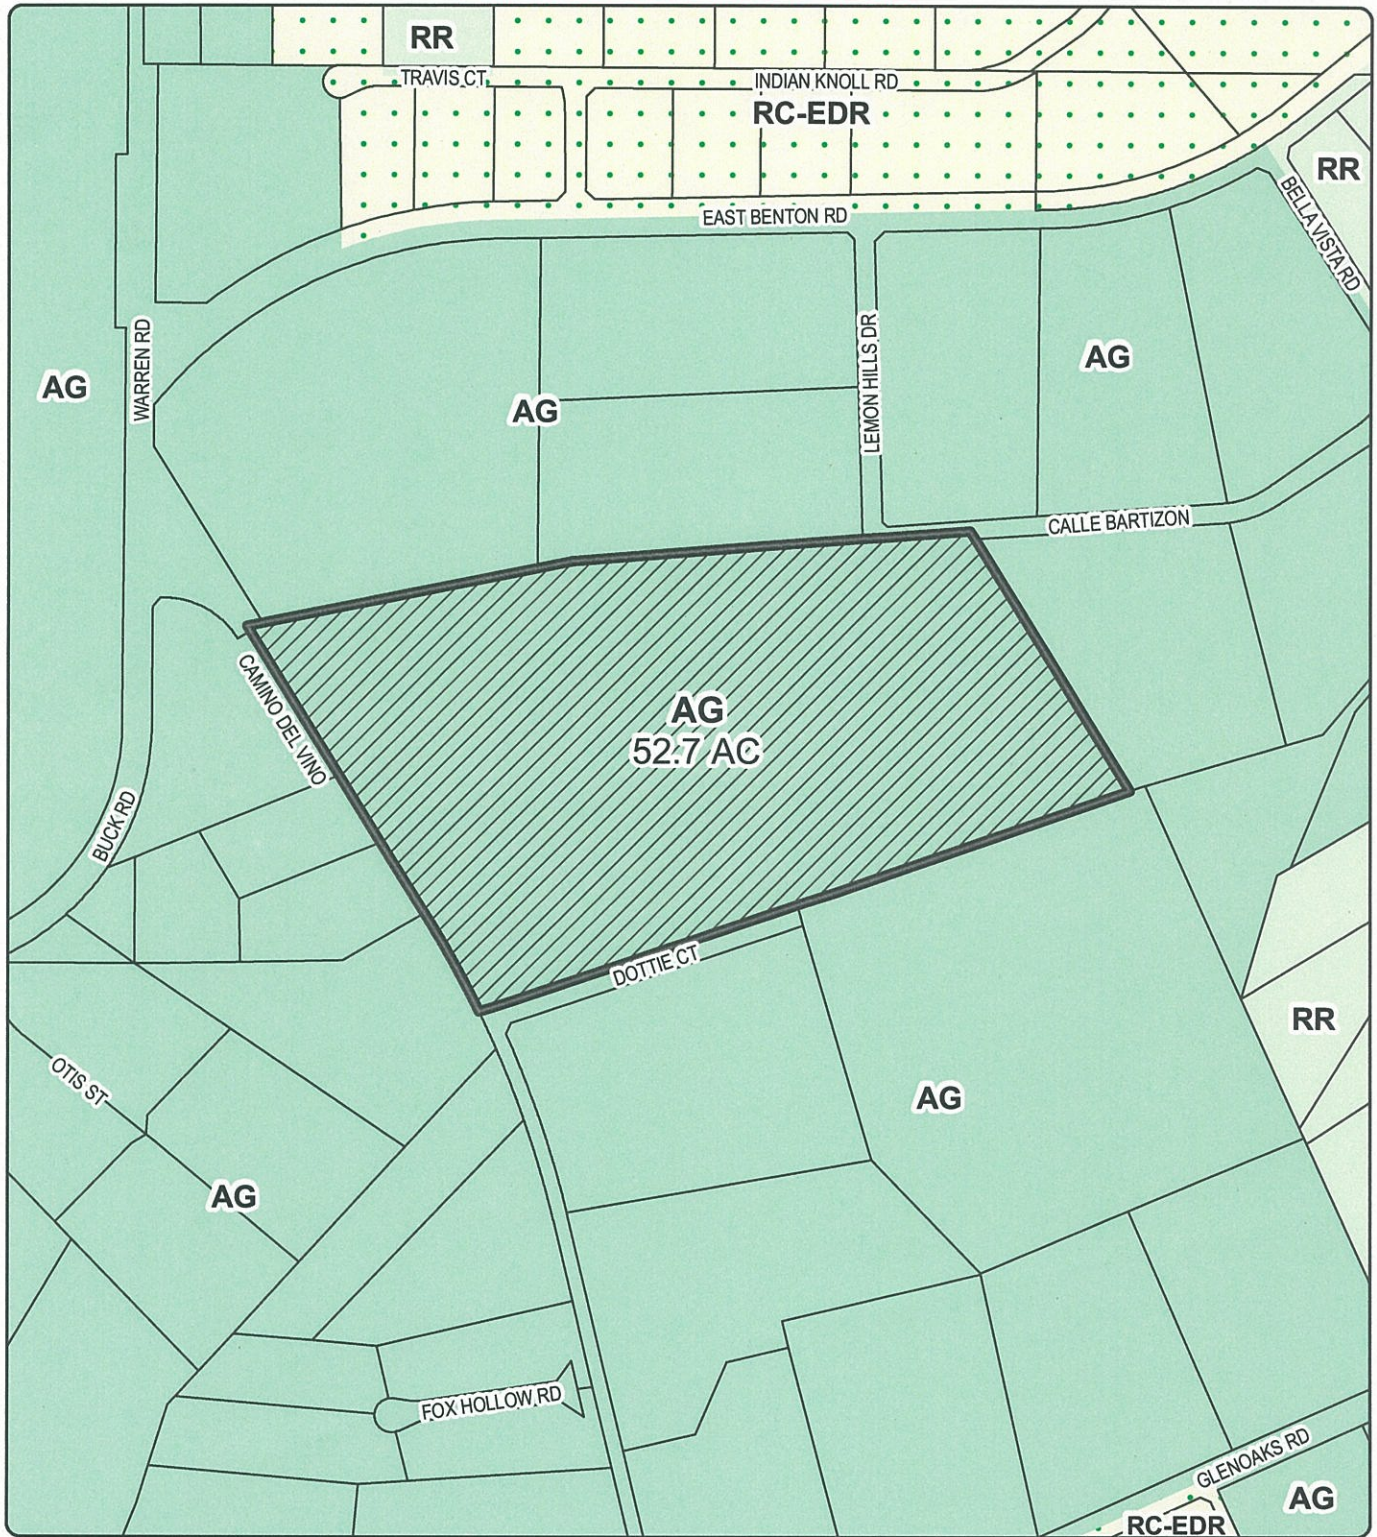 RR
TRAVIS CT
INDIAN KNOLL RD
RC-EDR
RR
BELLA VISTA RD
EAST BENTON RD
WARREN RD
AG
AG
LEMON HILLS DR
AG
CALLE BARTIZON
CAMINO DEL VINO
AG
52.7 AC
BUCK RD
DOTTIE CT
RR
OTIS ST
AG
AG
FOX HOLLOW RD
GLENOAKS RD
AG
RC-EDR